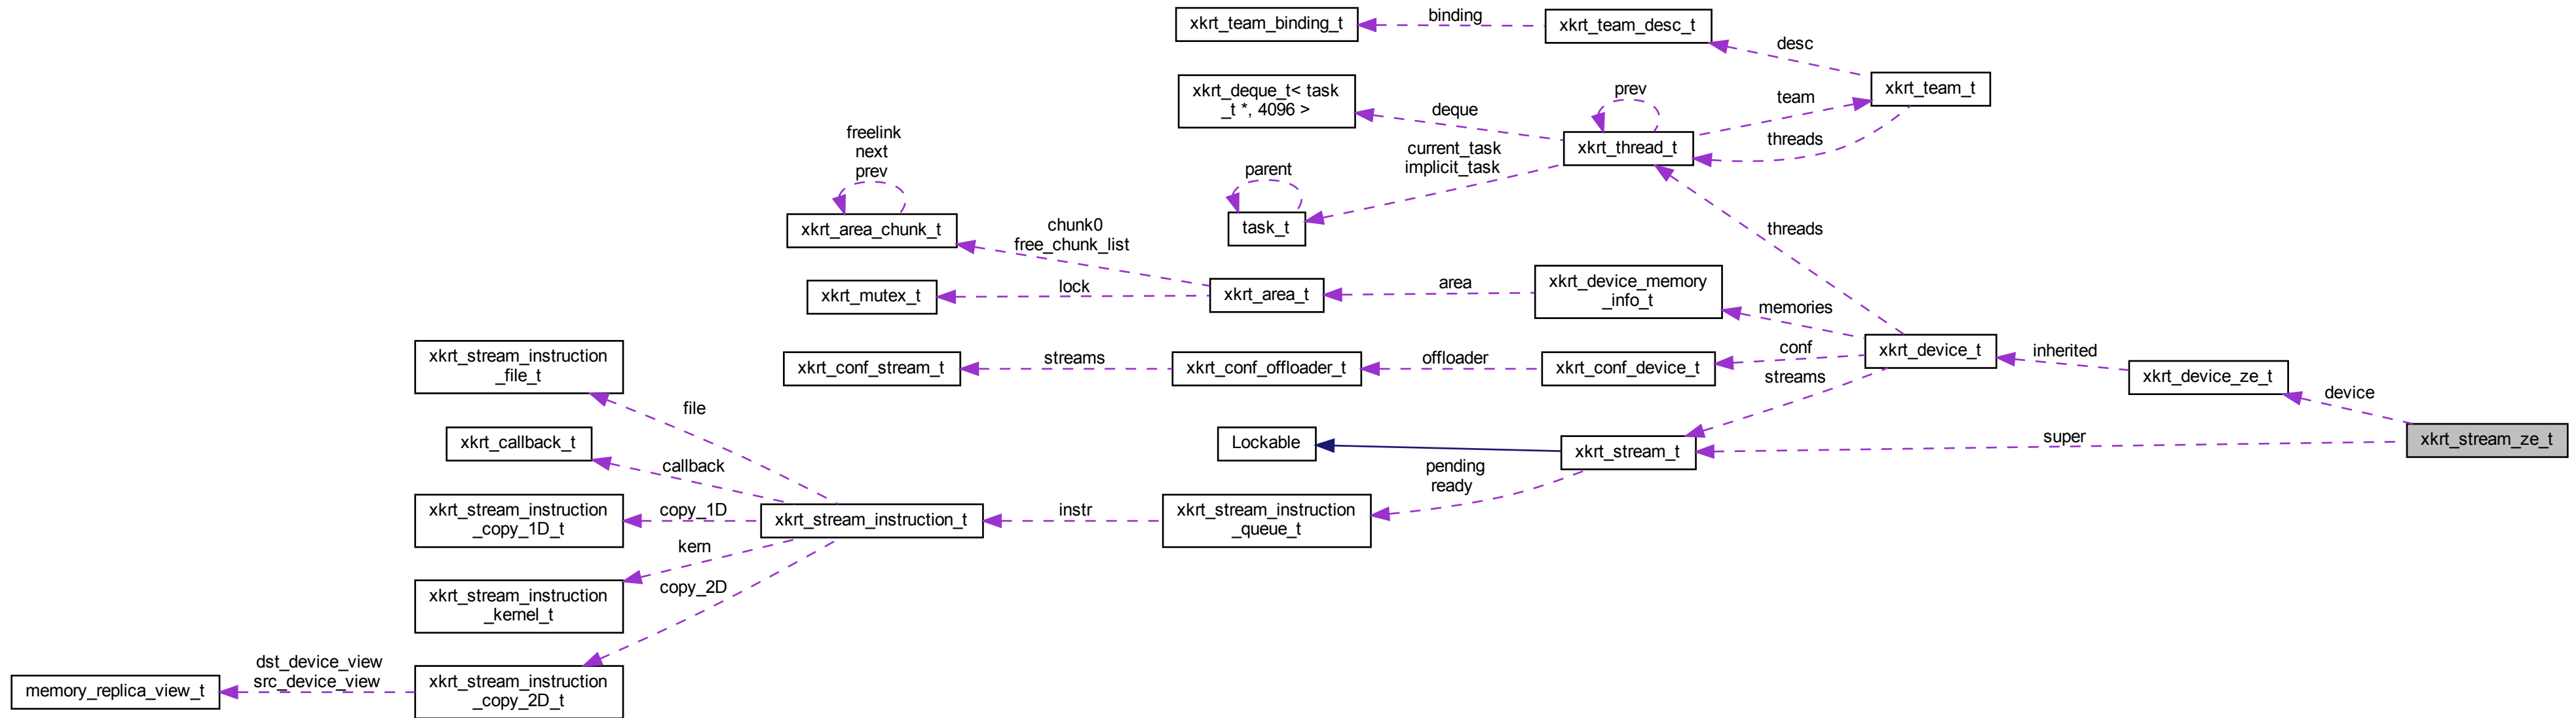 xkrt_team_binding_t
binding
xkrt_team_desc_t
desc
xkrt_deque_t< task
_t *, 4096 >
deque
prev
team
xkrt_team_t
threads
xkrt_thread_t
current_task
implicit_task
freelink
next
prev
parent
task_t
xkrt_area_chunk_t
chunk0
free_chunk_list
threads
xkrt_mutex_t
lock
xkrt_area_t
area
xkrt_device_memory
_info_t
memories
xkrt_stream_instruction
_file_t
xkrt_conf_stream_t
streams
xkrt_conf_offloader_t
offloader
xkrt_conf_device_t
conf
streams
xkrt_device_t
inherited
xkrt_device_ze_t
device
file
xkrt_callback_t
callback
Lockable
xkrt_stream_t
super
xkrt_stream_ze_t
pending
ready
xkrt_stream_instruction
_copy_1D_t
copy_1D
xkrt_stream_instruction_t
instr
xkrt_stream_instruction
_queue_t
kern
xkrt_stream_instruction
_kernel_t
copy_2D
memory_replica_view_t
dst_device_view
src_device_view
xkrt_stream_instruction
_copy_2D_t